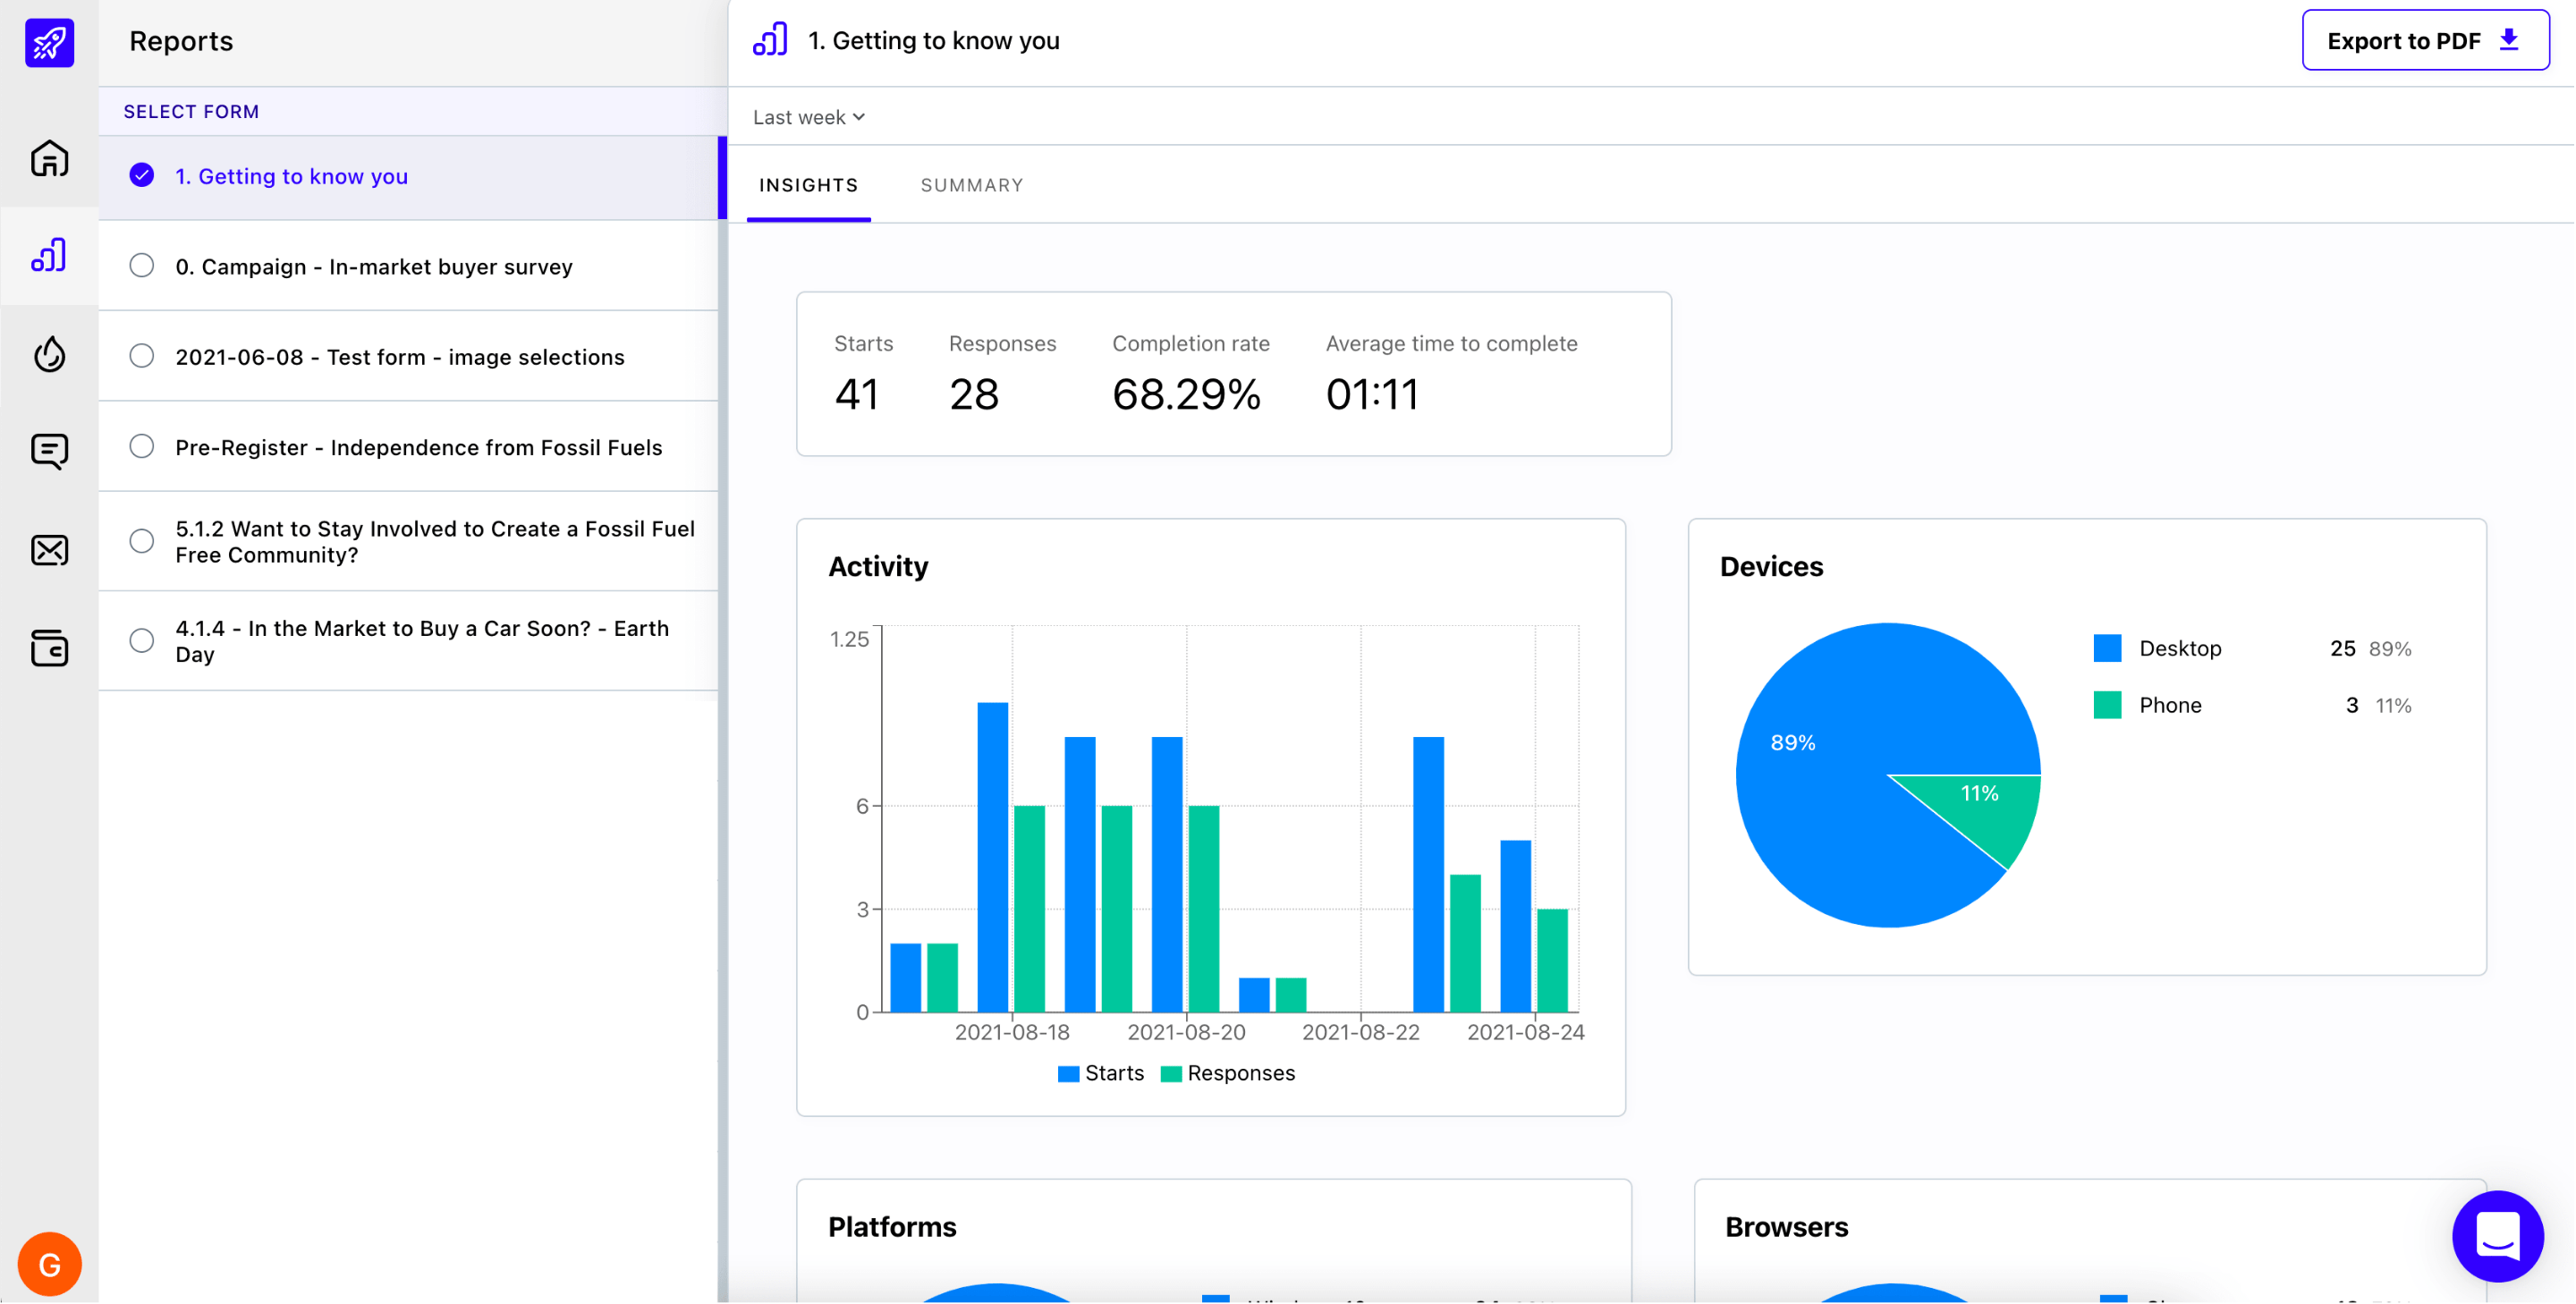 Reports
SELECT FORM
1. Getting to know you
0. Campaign - In-market buyer survey
2021-06-08 - Test form - image selections
Pre-Register - Independence from Fossil Fuels
5.1.2 Want to Stay Involved to Create a Fossil Fuel
Free Community?
4.1.4 - In the Market to Buy a Car Soon? - Earth
Day
G
1. Getting to know you
Export to PDF
Last week
INSIGHTS SUMMARY
Starts Responses Completion rate Average time to complete
41 28 68.29% 01:11
Activity
1.25
6
3
0
2021-08-18 2021-08-20 2021-08-22 2021-08-24
Starts Responses
Devices
89%
11%
Desktop 25 89%
Phone 3 11%
Platforms
Browsers